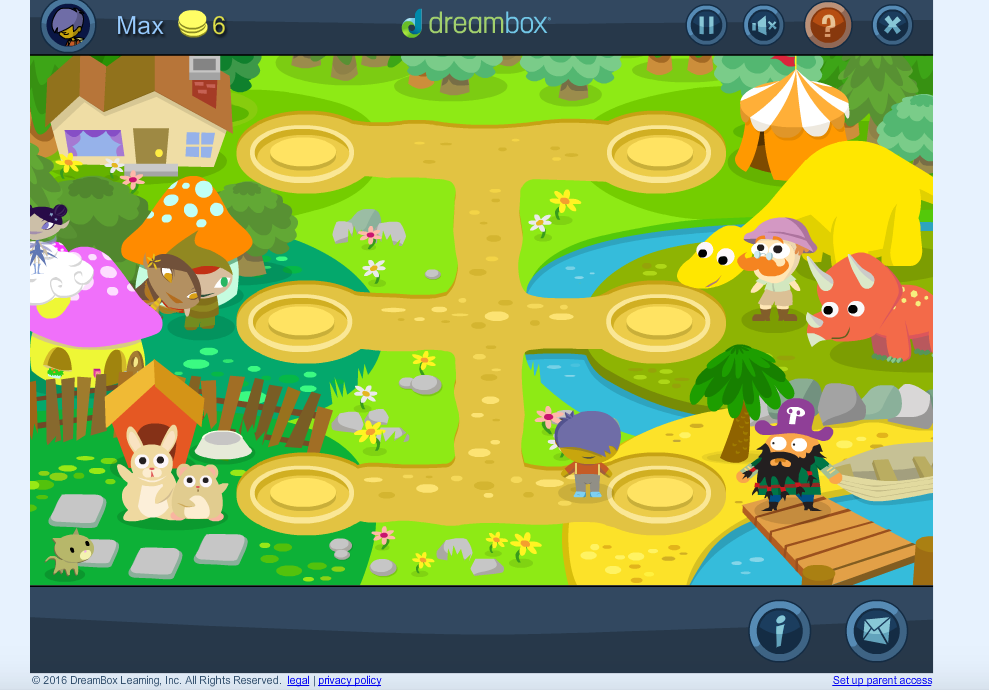 Max 6 dreambox ?
P
i
© 2016 DreamBox Learning, Inc. All Rights Reserved. legal | privacy policy Set up parent access